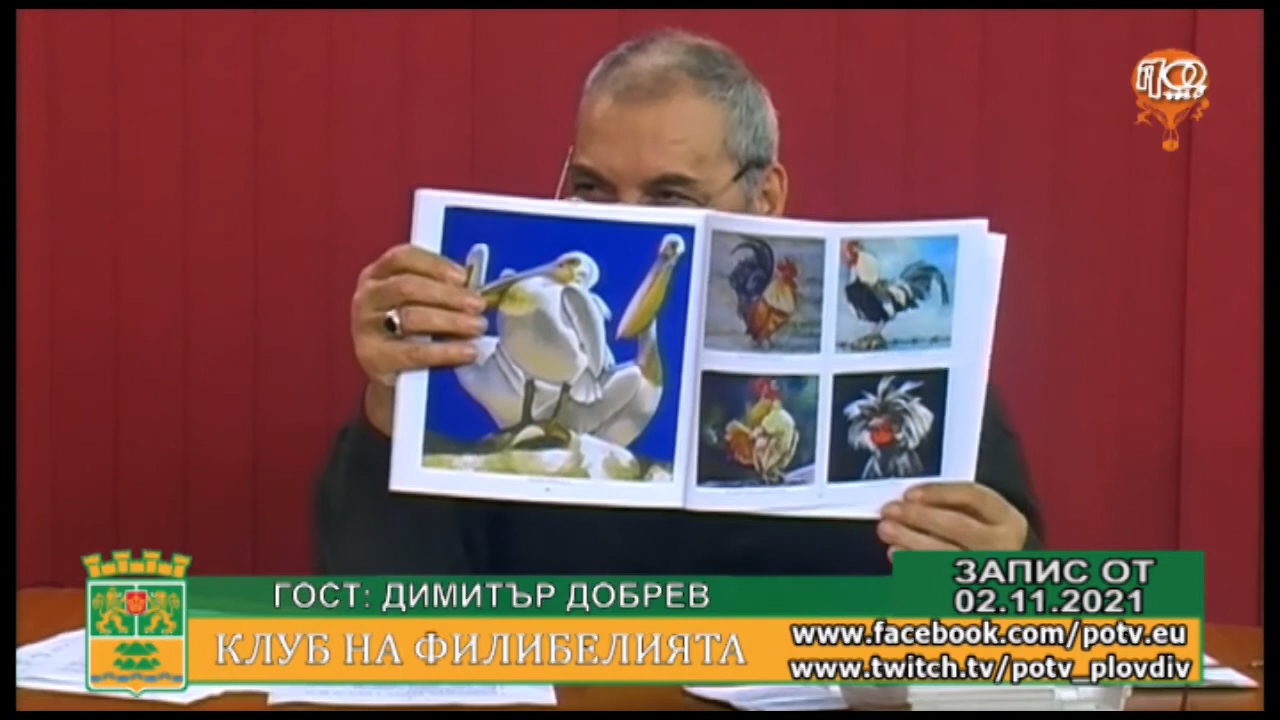 ГОСТ: ДИМИТЪР ДОБРЕВ
КЛУБ НА ФИЛИБЕЛИЯТА
ЗАПИС ОТ
02.11.2021
www.facebook.com/potv.eu
www.twitch.tv/potv_plovdiv